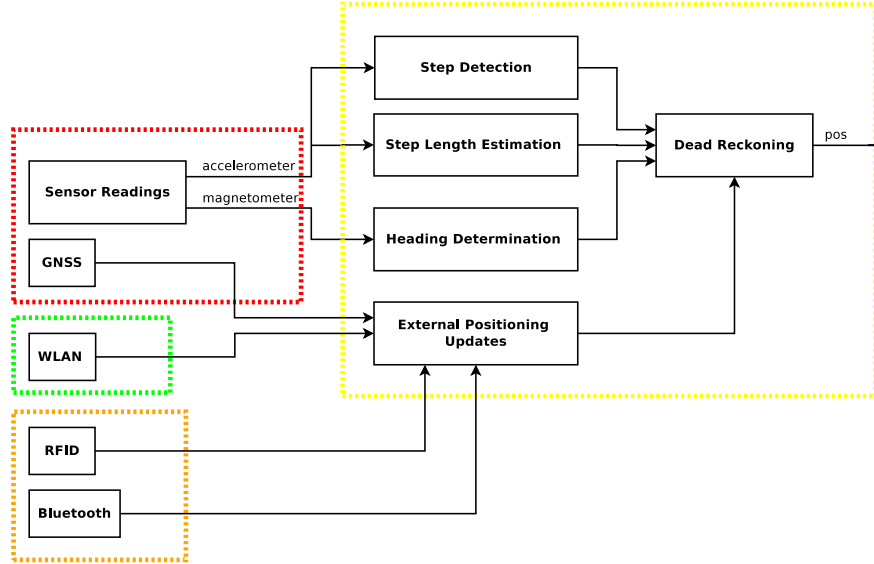 Step Detection
Step Length Estimation
Dead Reckoning
pos
accelerometer
Sensor Readings
magnetometer
Heading Determination
GNSS
External Positioning
Updates
WLAN
RFID
Bluetooth